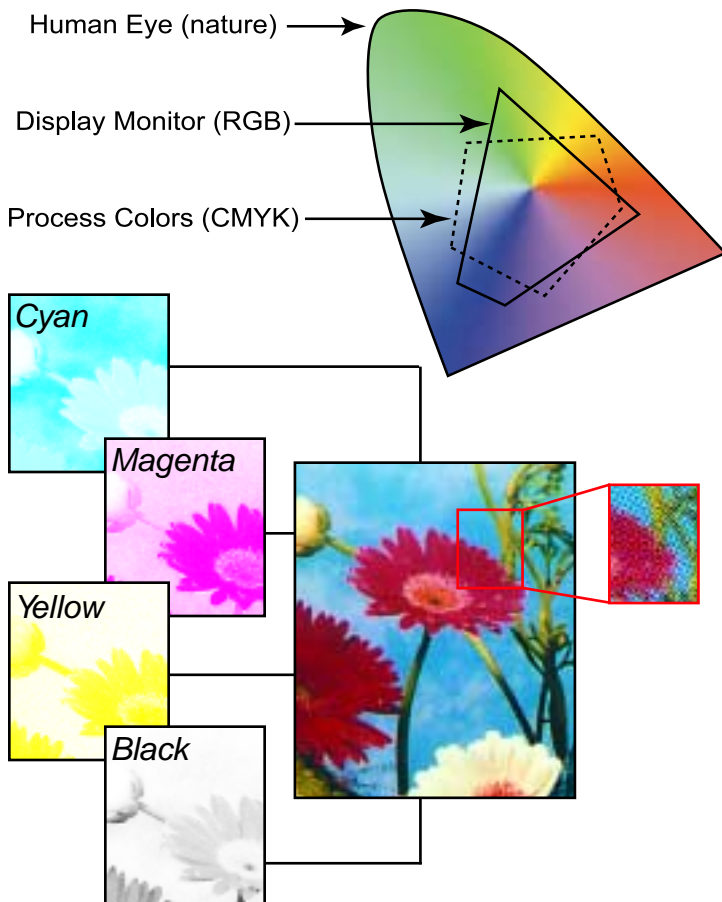 Human Eye (nature)
Display Monitor (RGB)
Process Colors (CMYK)
Cyan
Magenta
Yellow
Black